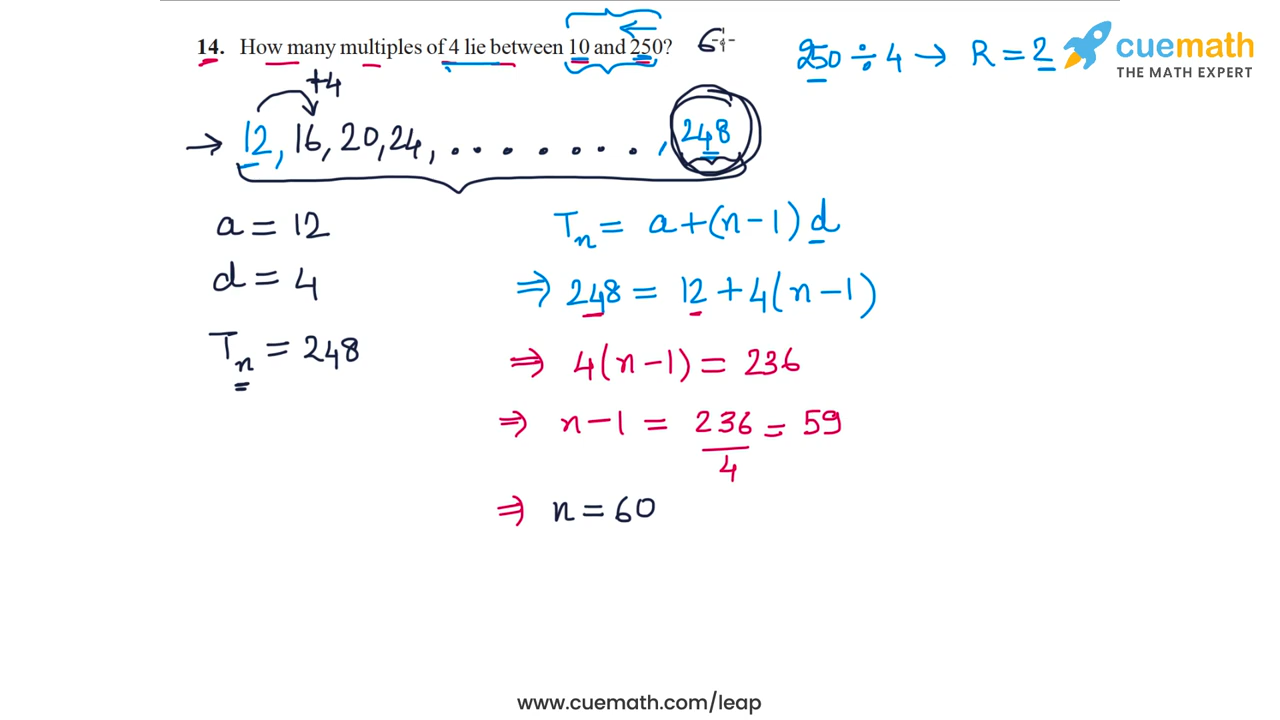 14. How many multiples of 4 lie between 10 and 250?
250 ÷ 4 → R = 2
cuemath
THE MATH EXPERT
+4
→ 12, 16, 20, 24, . . . . . . . , 248
a = 12
d = 4
Tn = 248
Tn = a + (n - 1) d
⇒ 248 = 12 + 4(n - 1)
⇒ 4(n - 1) = 236
⇒ n - 1 = 236/4 = 59
⇒ n = 60
www.cuemath.com/leap